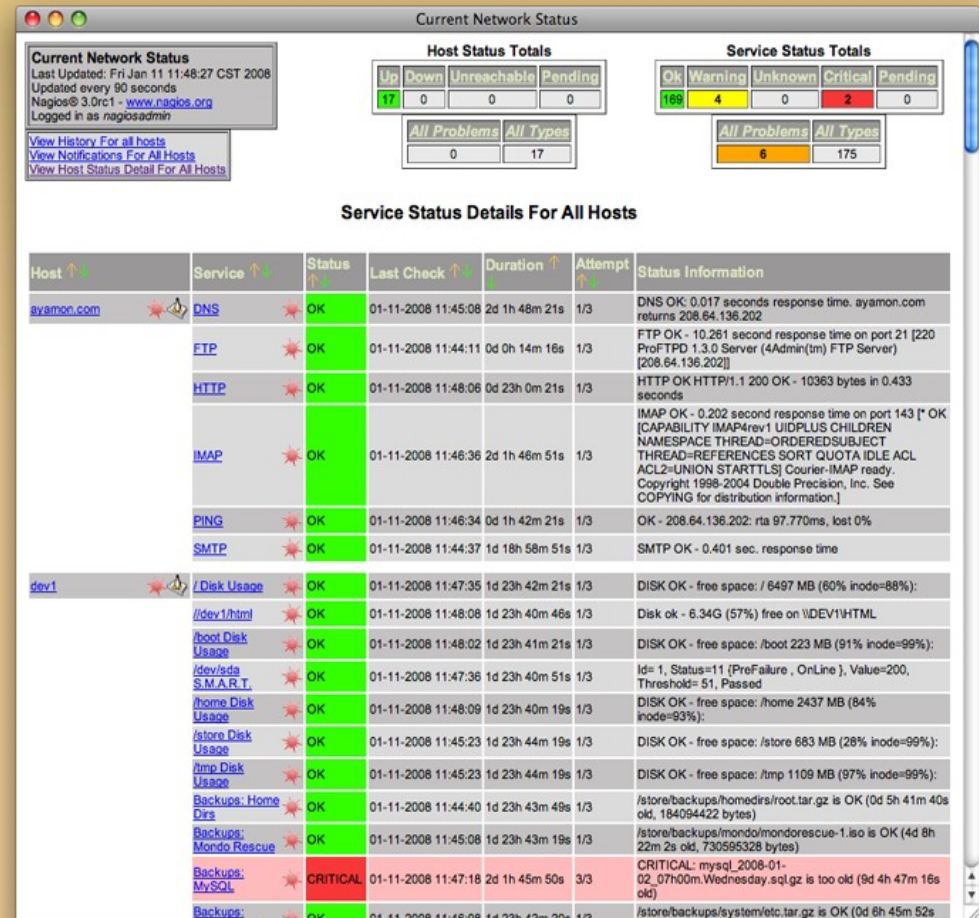 Current Network Status
Current Network Status
Last Updated: Fri Jan 11 11:48:27 CST 2008
Updated every 90 seconds
Nagios® 3.0rc1 - www.nagios.org
Logged in as nagiosadmin
View History For all hosts
View Notifications For All Hosts
View Host Status Detail For All Hosts
Host Status Totals
Up Down Unreachable Pending
17 0 0 0
All Problems All Types
0 17
Service Status Totals
Ok Warning Unknown Critical Pending
169 4 0 2 0
All Problems All Types
6 175
Service Status Details For All Hosts
Host Service Status Last Check Duration Attempt Status Information
ayamon.com DNS OK 01-11-2008 11:45:08 2d 1h 48m 21s 1/3 DNS OK: 0.017 seconds response time. ayamon.com
returns 208.64.136.202
FTP OK 01-11-2008 11:44:11 0d 0h 14m 16s 1/3 FTP OK - 10.261 second response time on port 21 [220
ProFTPD 1.3.0 Server (4Admin(tm) FTP Server)
[208.64.136.202]]
HTTP OK 01-11-2008 11:48:06 0d 23h 0m 21s 1/3 HTTP OK HTTP/1.1 200 OK - 10363 bytes in 0.433
seconds
IMAP OK 01-11-2008 11:46:36 2d 1h 46m 51s 1/3 IMAP OK - 0.202 second response time on port 143 [* OK
[CAPABILITY IMAP4rev1 UIDPLUS CHILDREN
NAMESPACE THREAD=ORDEREDSUBJECT
THREAD=REFERENCES SORT QUOTA IDLE ACL
ACL2=UNION STARTTLS] Courier-IMAP ready.
Copyright 1998-2004 Double Precision, Inc. See
COPYING for distribution information.]
PING OK 01-11-2008 11:46:34 0d 1h 42m 21s 1/3 OK - 208.64.136.202: rta 97.770ms, lost 0%
SMTP OK 01-11-2008 11:44:37 1d 18h 58m 51s 1/3 SMTP OK - 0.401 sec. response time
dev1 / Disk Usage OK 01-11-2008 11:47:35 1d 23h 42m 21s 1/3 DISK OK - free space: / 6497 MB (60% inode=88%):
//dev1/html OK 01-11-2008 11:48:08 1d 23h 40m 46s 1/3 Disk ok - 6.34G (57%) free on \\DEV1\HTML
/boot Disk
Usage OK 01-11-2008 11:48:02 1d 23h 41m 21s 1/3 DISK OK - free space: /boot 223 MB (91% inode=99%):
/dev/sda
S.M.A.R.T. OK 01-11-2008 11:47:36 1d 23h 40m 51s 1/3 Id= 1, Status=11 {PreFailure , OnLine }, Value=200,
Threshold= 51, Passed
/home Disk
Usage OK 01-11-2008 11:48:09 1d 23h 40m 19s 1/3 DISK OK - free space: /home 2437 MB (84%
inode=93%):
/store Disk
Usage OK 01-11-2008 11:45:23 1d 23h 44m 19s 1/3 DISK OK - free space: /store 683 MB (28% inode=99%):
/tmp Disk
Usage OK 01-11-2008 11:45:23 1d 23h 44m 19s 1/3 DISK OK - free space: /tmp 1109 MB (97% inode=99%):
Backups: Home
Dirs OK 01-11-2008 11:44:40 1d 23h 43m 49s 1/3 /store/backups/homedirs/root.tar.gz is OK (0d 5h 41m 40s
old, 184094422 bytes)
Backups:
Mondo Rescue OK 01-11-2008 11:45:08 1d 23h 43m 19s 1/3 /store/backups/mondo/mondorescue-1.iso is OK (4d 8h
22m 2s old, 730595328 bytes)
Backups:
MySQL CRITICAL 01-11-2008 11:47:18 2d 1h 45m 50s 3/3 CRITICAL: mysql_2008-01-
02_07h00m.Wednesday.sql.gz is too old (9d 4h 47m 16s
old)
Backups: OK 01-11-2008 11:46:08 1d 23h 42m 20s 1/3 /store/backups/system/etc.tar.gz is OK (0d 6h 45m 52s